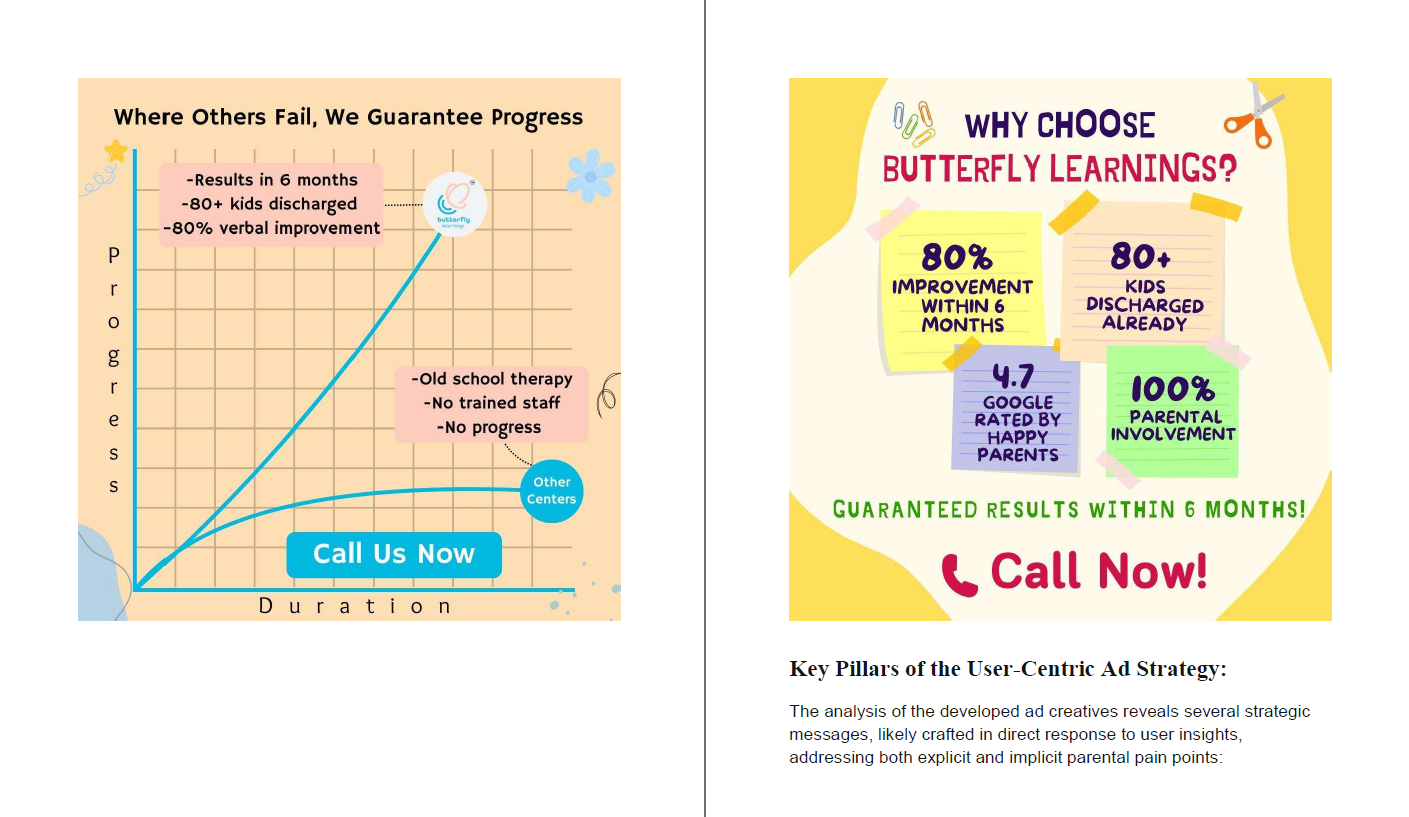 Where Others Fail, We Guarantee Progress
-Results in 6 months
-80+ kids discharged
-80% verbal improvement
butterfly
learnings
Progress
-Old school therapy
-No trained staff
-No progress
Other
Centers
Call Us Now
Duration
WHY CHOOSE
BUTTERFLY LEARNINGS?
80%
IMPROVEMENT
WITHIN 6
MONTHS
80+
KIDS
DISCHARGED
ALREADY
4.7
GOOGLE
RATED BY
HAPPY
PARENTS
100%
PARENTAL
INVOLVEMENT
GUARANTEED RESULTS WITHIN 6 MONTHS!
Call Now!
Key Pillars of the User-Centric Ad Strategy:
The analysis of the developed ad creatives reveals several strategic
messages, likely crafted in direct response to user insights,
addressing both explicit and implicit parental pain points: